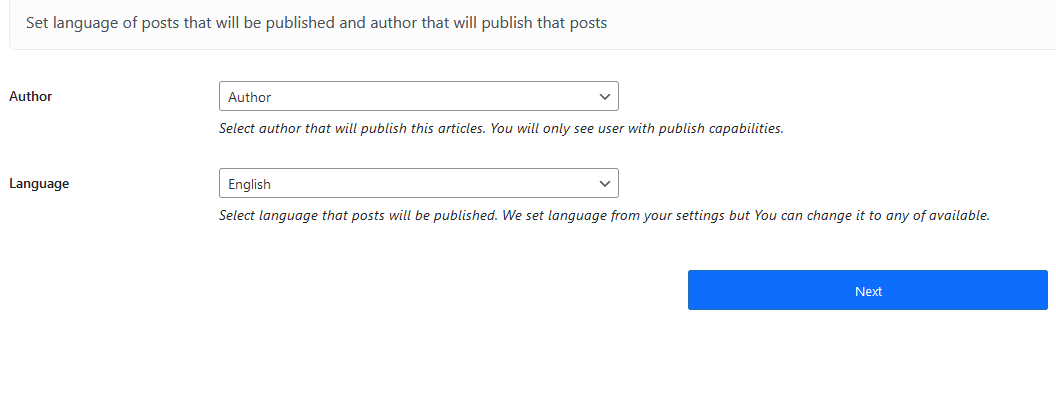 Set language of posts that will be published and author that will publish that posts
Author
Author
Select author that will publish this articles. You will only see user with publish capabilities.
Language
English
Select language that posts will be published. We set language from your settings but You can change it to any of available.
Next